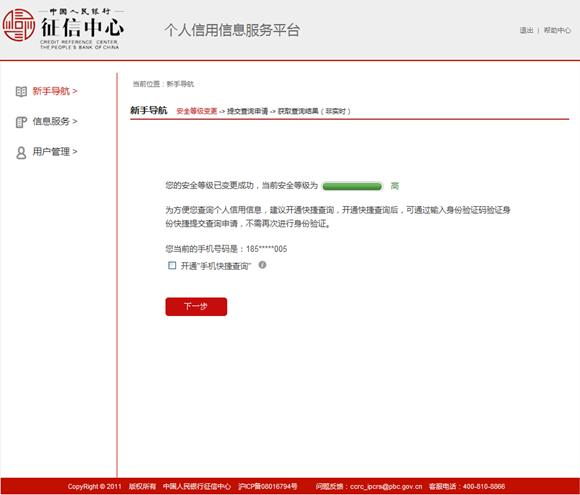 中国人民银行
征信中心
CREDIT REFERENCE CENTER,
THE PEOPLE'S BANK OF CHINA
个人信用信息服务平台
退出 | 帮助中心
新手导航 >
信息服务 >
用户管理 >
当前位置：新手导航
新手导航 安全等级变更 -> 提交查询申请 -> 获取查询结果（非实时）
您的安全等级已变更成功，当前安全等级为 高
为方便您查询个人信用信息，建议开通快捷查询，开通快捷查询后，可通过输入身份验证码验证身
份快捷提交查询申请，不需再次进行身份验证。
您当前的手机号码是：185*****005
开通"手机快捷查询"
下一步
CopyRight © 2011 版权所有 中国人民银行征信中心 沪ICP备08016794号 问题反馈：ccrc_ipcrs@pbc.gov.cn 客服电话：400-810-8866